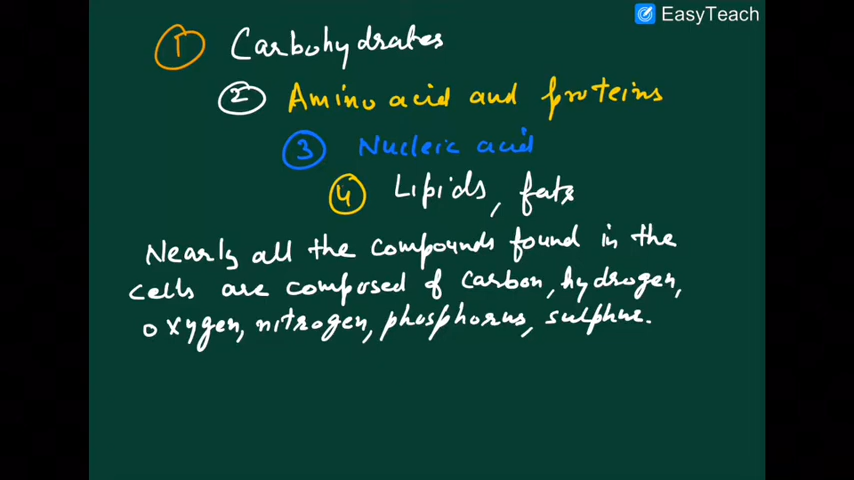 EasyTeach
1 Carbohydrates
2 Amino acid and proteins
3 Nucleic acid
4 Lipids, fats
Nearly all the compounds found in the
cells are composed of carbon, hydrogen,
oxygen, nitrogen, phosphorus, sulphur.